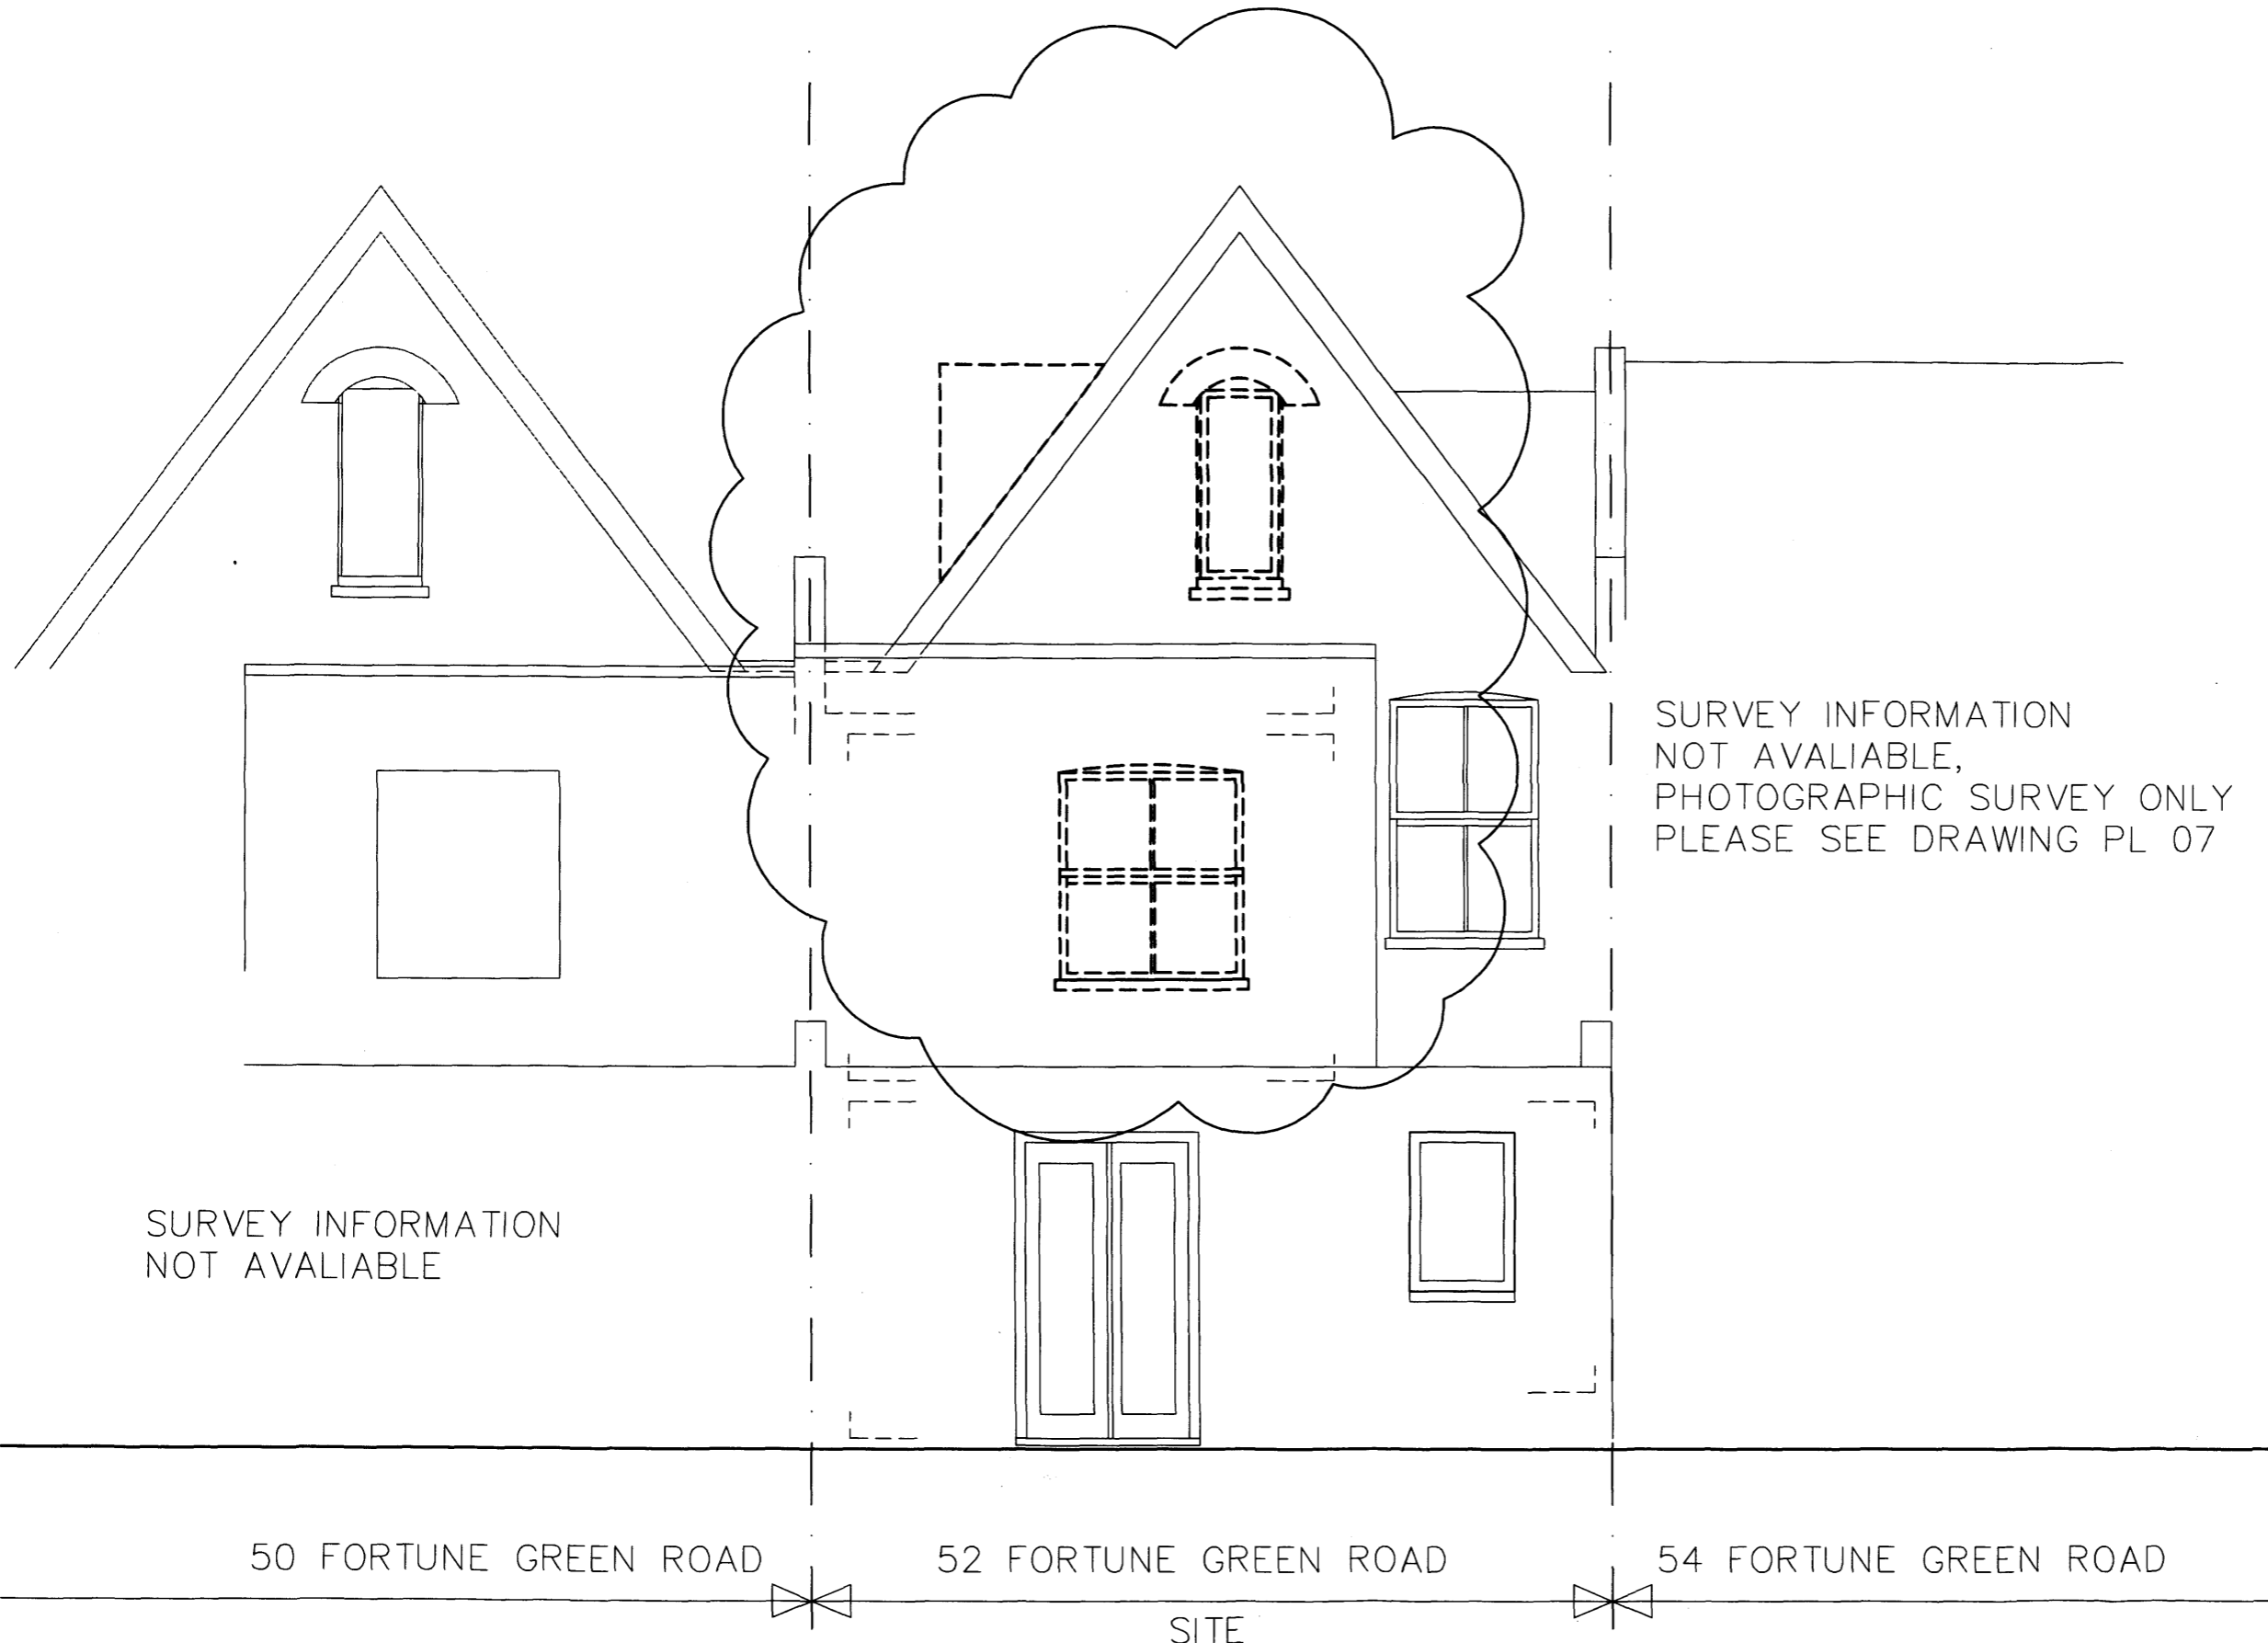 SURVEY INFORMATION
NOT AVALIABLE,
PHOTOGRAPHIC SURVEY ONLY
PLEASE SEE DRAWING PL 07
SURVEY INFORMATION
NOT AVALIABLE
50 FORTUNE GREEN ROAD
52 FORTUNE GREEN ROAD
54 FORTUNE GREEN ROAD
SITE